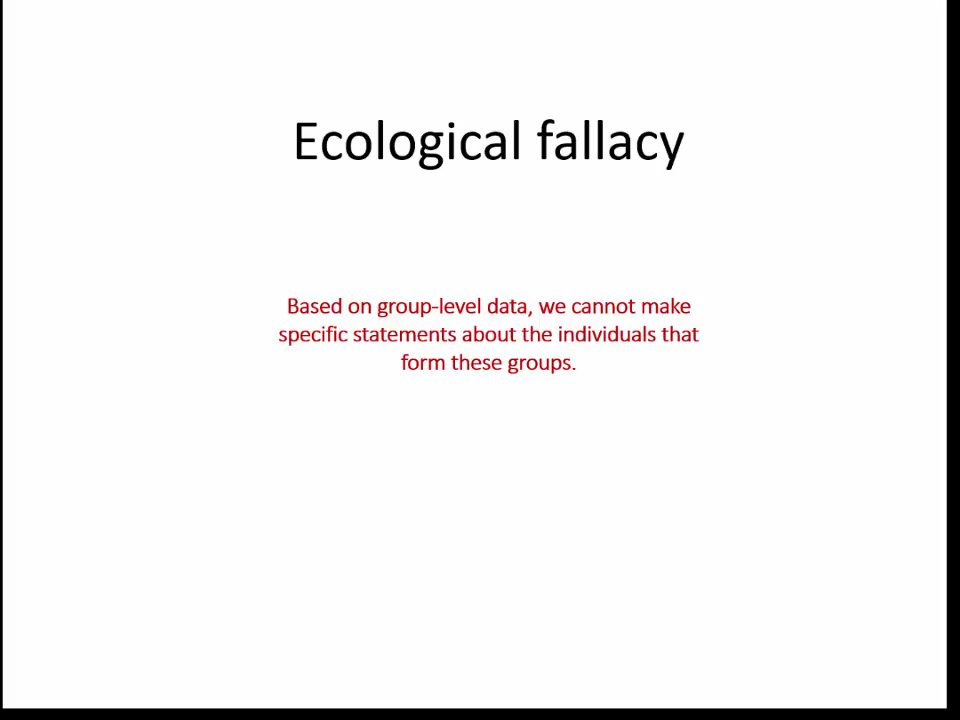 Ecological fallacy
Based on group-level data, we cannot make
specific statements about the individuals that
form these groups.